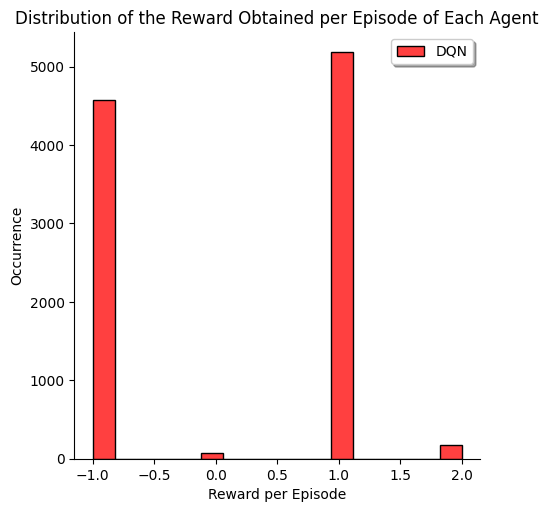 Distribution of the Reward Obtained per Episode of Each Agent
DQN
5000
4000
3000
2000
1000
0
Occurrence
−1.0 −0.5 0.0 0.5 1.0 1.5 2.0
Reward per Episode